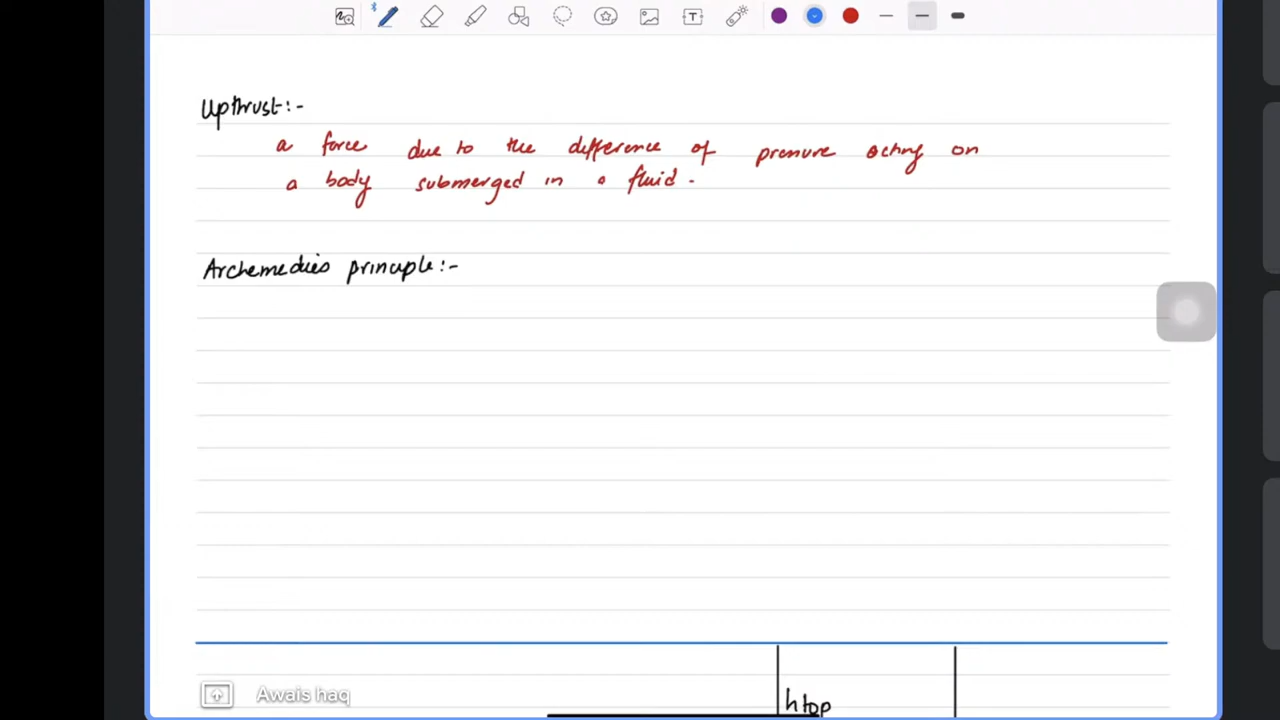 Upthrust:-
a force due to the difference of pressure acting on
a body submerged in a fluid.
Archemedies principle:-
htop
Awais haq